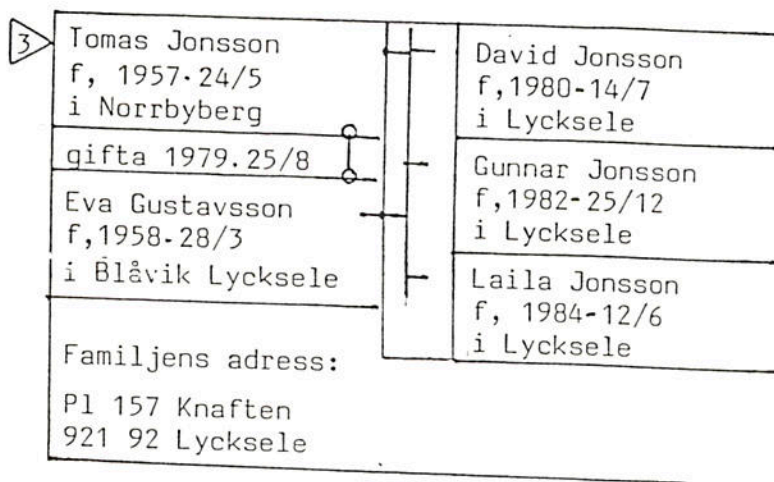 3
Tomas Jonsson
f, 1957.24/5
i Norrbyberg
gifta 1979.25/8
Eva Gustavsson
f,1958-28/3
i Blåvik Lycksele
Familjens adress:
Pl 157 Knaften
921 92 Lycksele
David Jonsson
f,1980-14/7
i Lycksele
Gunnar Jonsson
f,1982-25/12
i Lycksele
Laila Jonsson
f, 1984-12/6
i Lycksele